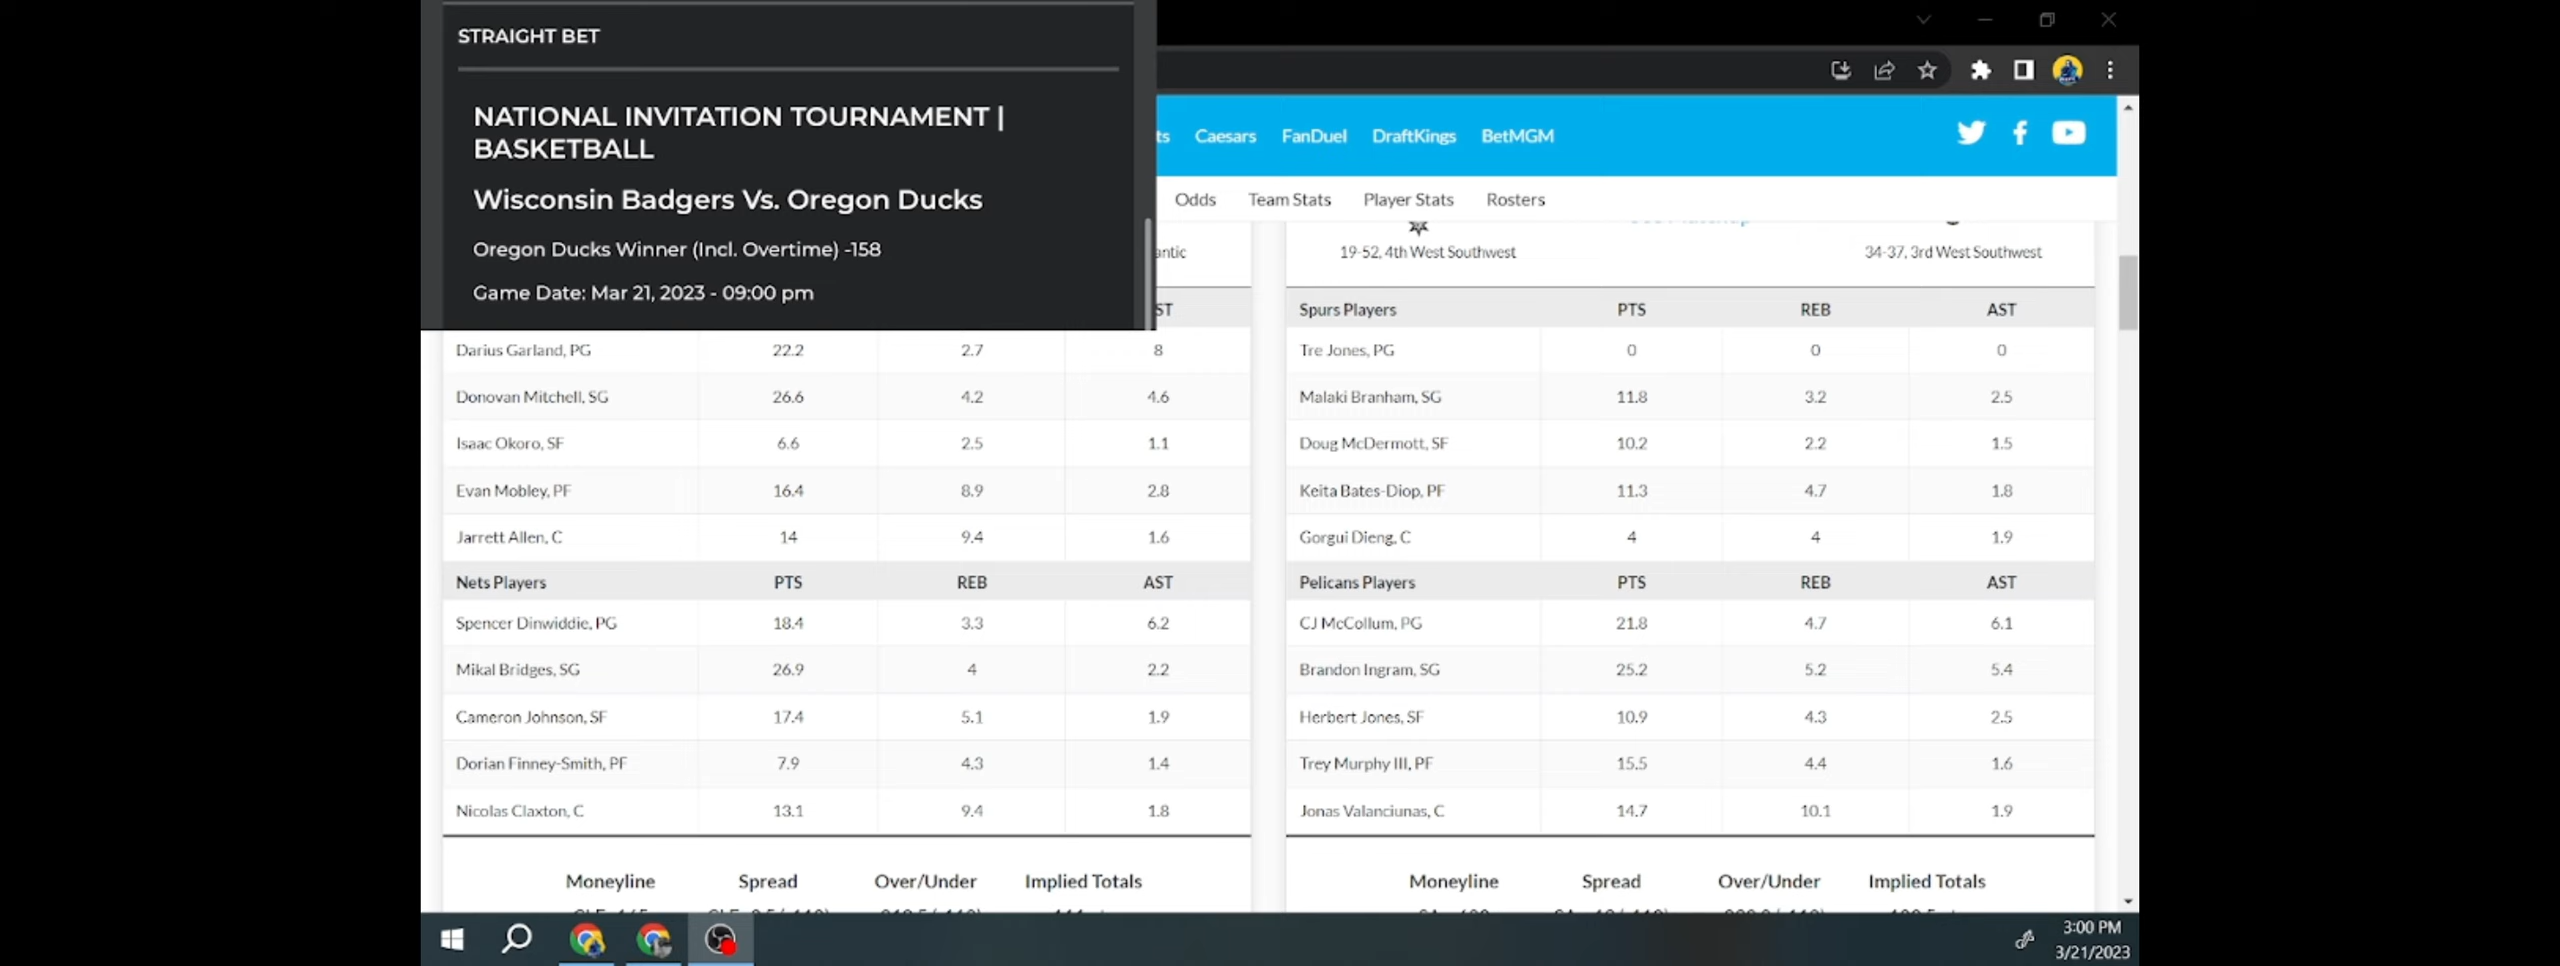 STRAIGHT BET
NATIONAL INVITATION TOURNAMENT |
BASKETBALL
Wisconsin Badgers Vs. Oregon Ducks
Oregon Ducks Winner (Incl. Overtime) -158
Game Date: Mar 21, 2023 - 09:00 pm
Caesars FanDuel DraftKings BetMGM
Odds Team Stats Player Stats Rosters
19-52, 4th West Southwest 34-37, 3rd West Southwest
Darius Garland, PG 22.2 2.7 8
Donovan Mitchell, SG 26.6 4.2 4.6
Isaac Okoro, SF 6.6 2.5 1.1
Evan Mobley, PF 16.4 8.9 2.8
Jarrett Allen, C 14 9.4 1.6
Nets Players PTS REB AST
Spencer Dinwiddie, PG 18.4 3.3 6.2
Mikal Bridges, SG 26.9 4 2.2
Cameron Johnson, SF 17.4 5.1 1.9
Dorian Finney-Smith, PF 7.9 4.3 1.4
Nicolas Claxton, C 13.1 9.4 1.8
Moneyline Spread Over/Under Implied Totals
Spurs Players PTS REB AST
Tre Jones, PG 0 0 0
Malaki Branham, SG 11.8 3.2 2.5
Doug McDermott, SF 10.2 2.2 1.5
Keita Bates-Diop, PF 11.3 4.7 1.8
Gorgui Dieng, C 4 4 1.9
Pelicans Players PTS REB AST
CJ McCollum, PG 21.8 4.7 6.1
Brandon Ingram, SG 25.2 5.2 5.4
Herbert Jones, SF 10.9 4.3 2.5
Trey Murphy III, PF 15.5 4.4 1.6
Jonas Valanciunas, C 14.7 10.1 1.9
Moneyline Spread Over/Under Implied Totals
3:00 PM
3/21/2023